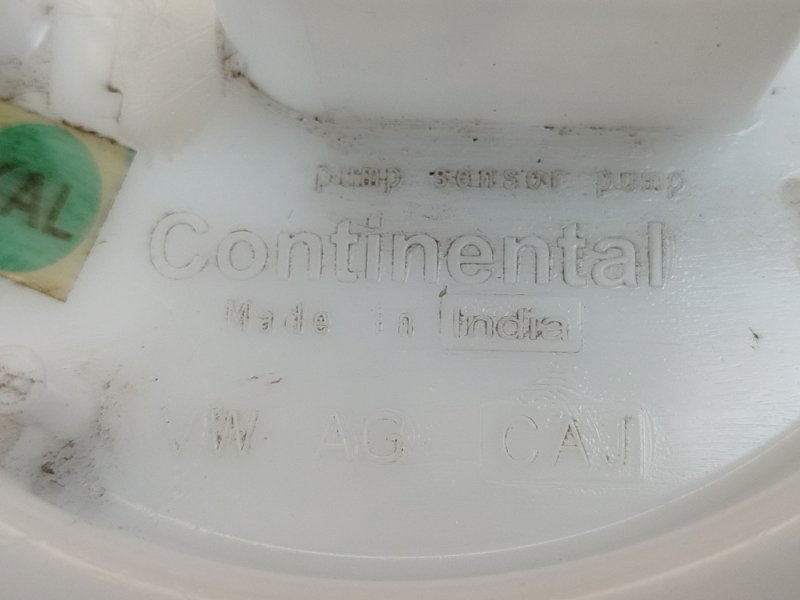 pump sensor pump
Continental
Made in India
VW AG CAJ